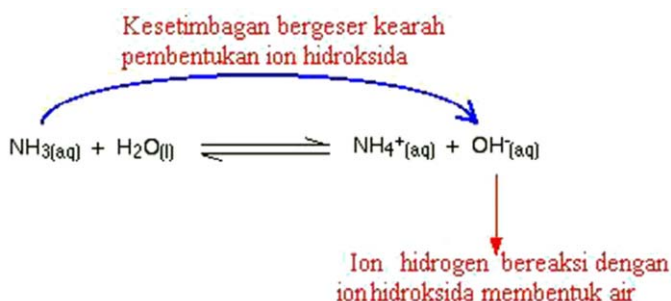 Kesetimbagan bergeser kearah
pembentukan ion hidroksida
NH3(aq) + H2O(l) ⇌ NH4+(aq) + OH-(aq)
Ion hidrogen bereaksi dengan
ion hidroksida membentuk air